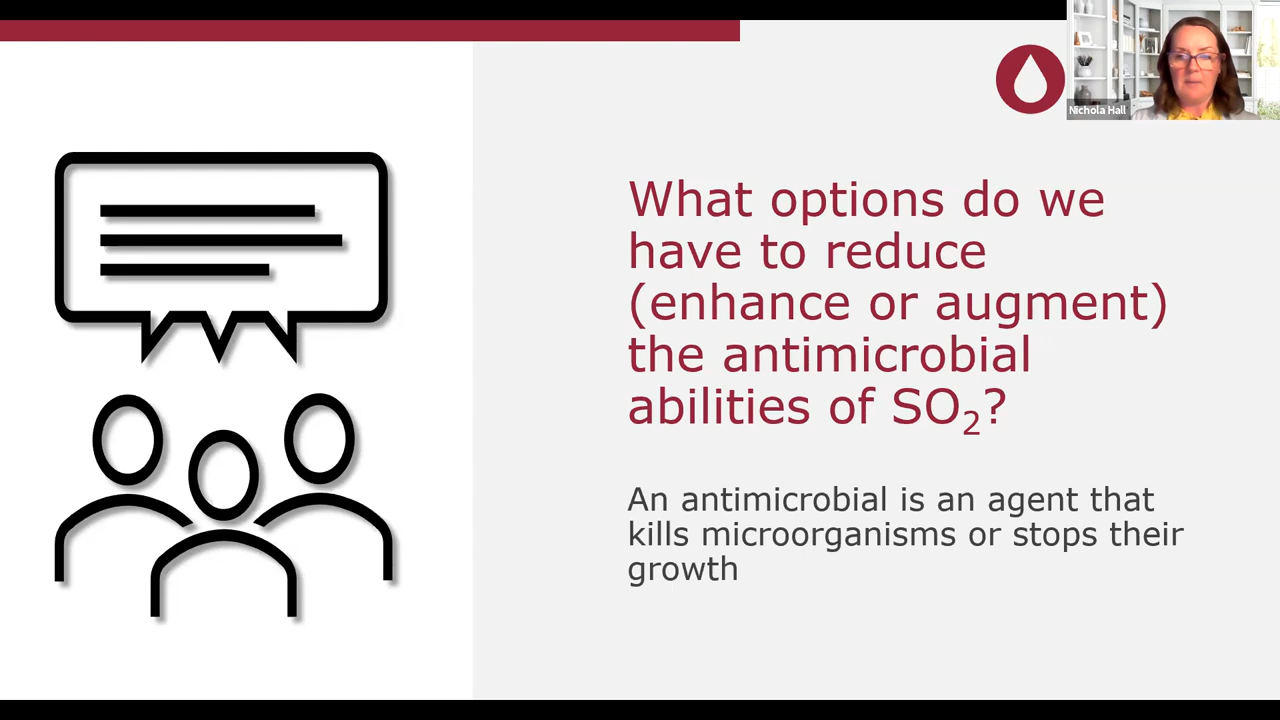 Nichola Hall
What options do we
have to reduce
(enhance or augment)
the antimicrobial
abilities of SO₂?
An antimicrobial is an agent that
kills microorganisms or stops their
growth